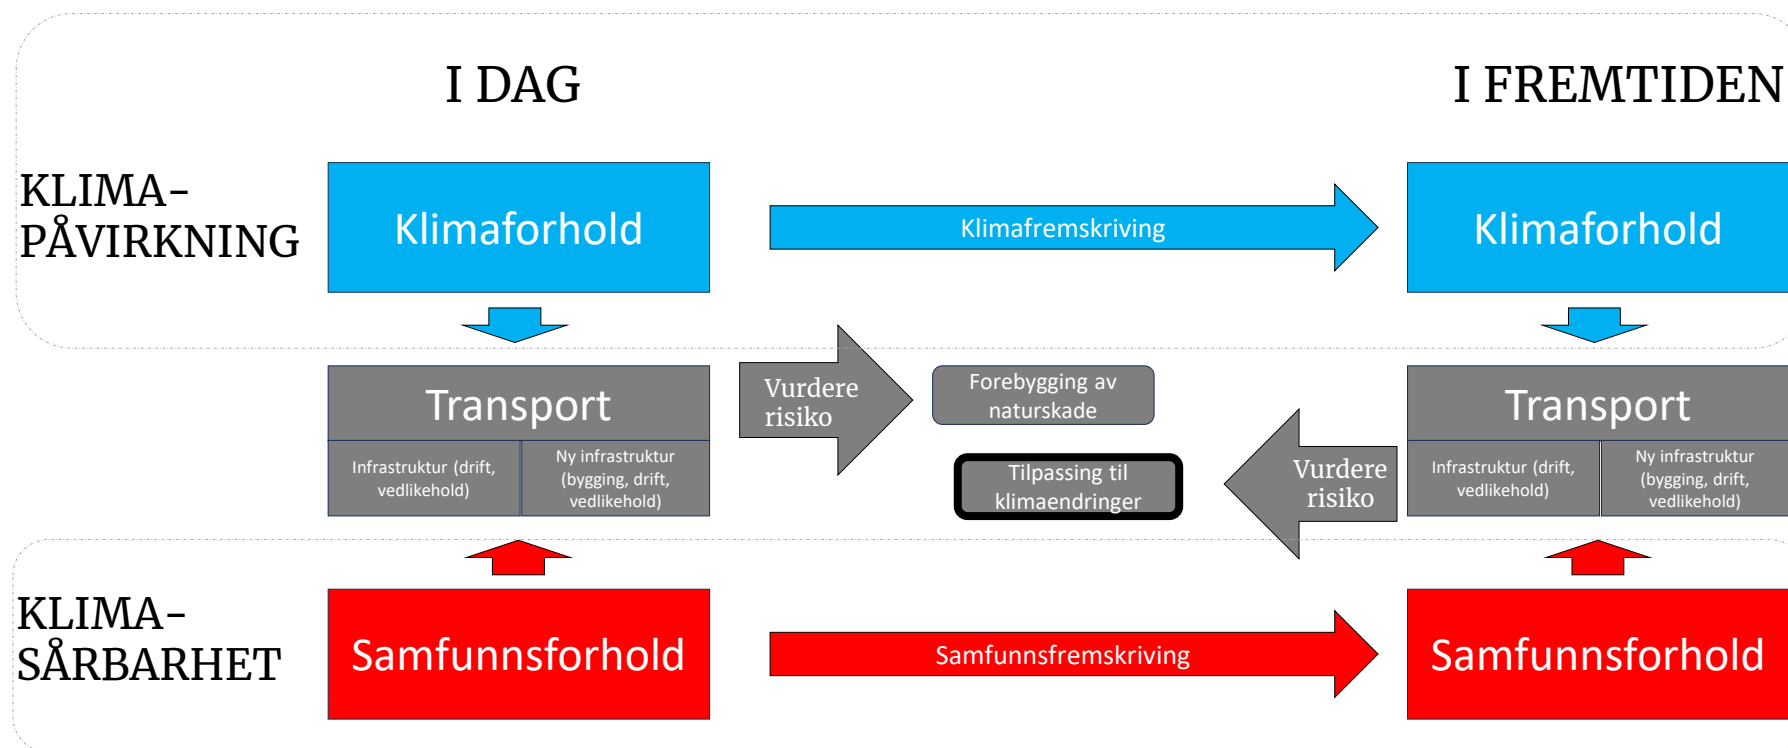 I DAG
I FREMTIDEN
KLIMA-
PÅVIRKNING
Klimaforhold
Klimafremskriving
Klimaforhold
Transport
Infrastruktur (drift,
vedlikehold)
Ny infrastruktur
(bygging, drift,
vedlikehold)
Vurdere
risiko
Forebygging av
naturskade
Tilpassing til
klimaendringer
Vurdere
risiko
Transport
Infrastruktur (drift,
vedlikehold)
Ny infrastruktur
(bygging, drift,
vedlikehold)
KLIMA-
SÅRBARHET
Samfunnsforhold
Samfunnsfremskriving
Samfunnsforhold